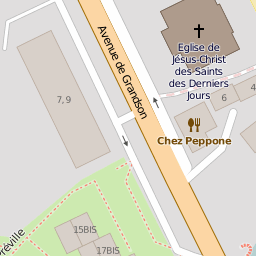 Avenue de Grandson
Eglise de
Jésus-Christ
des Saints
des Derniers
Jours
7, 9
6
4
Chez Peppone
15BIS
17BIS